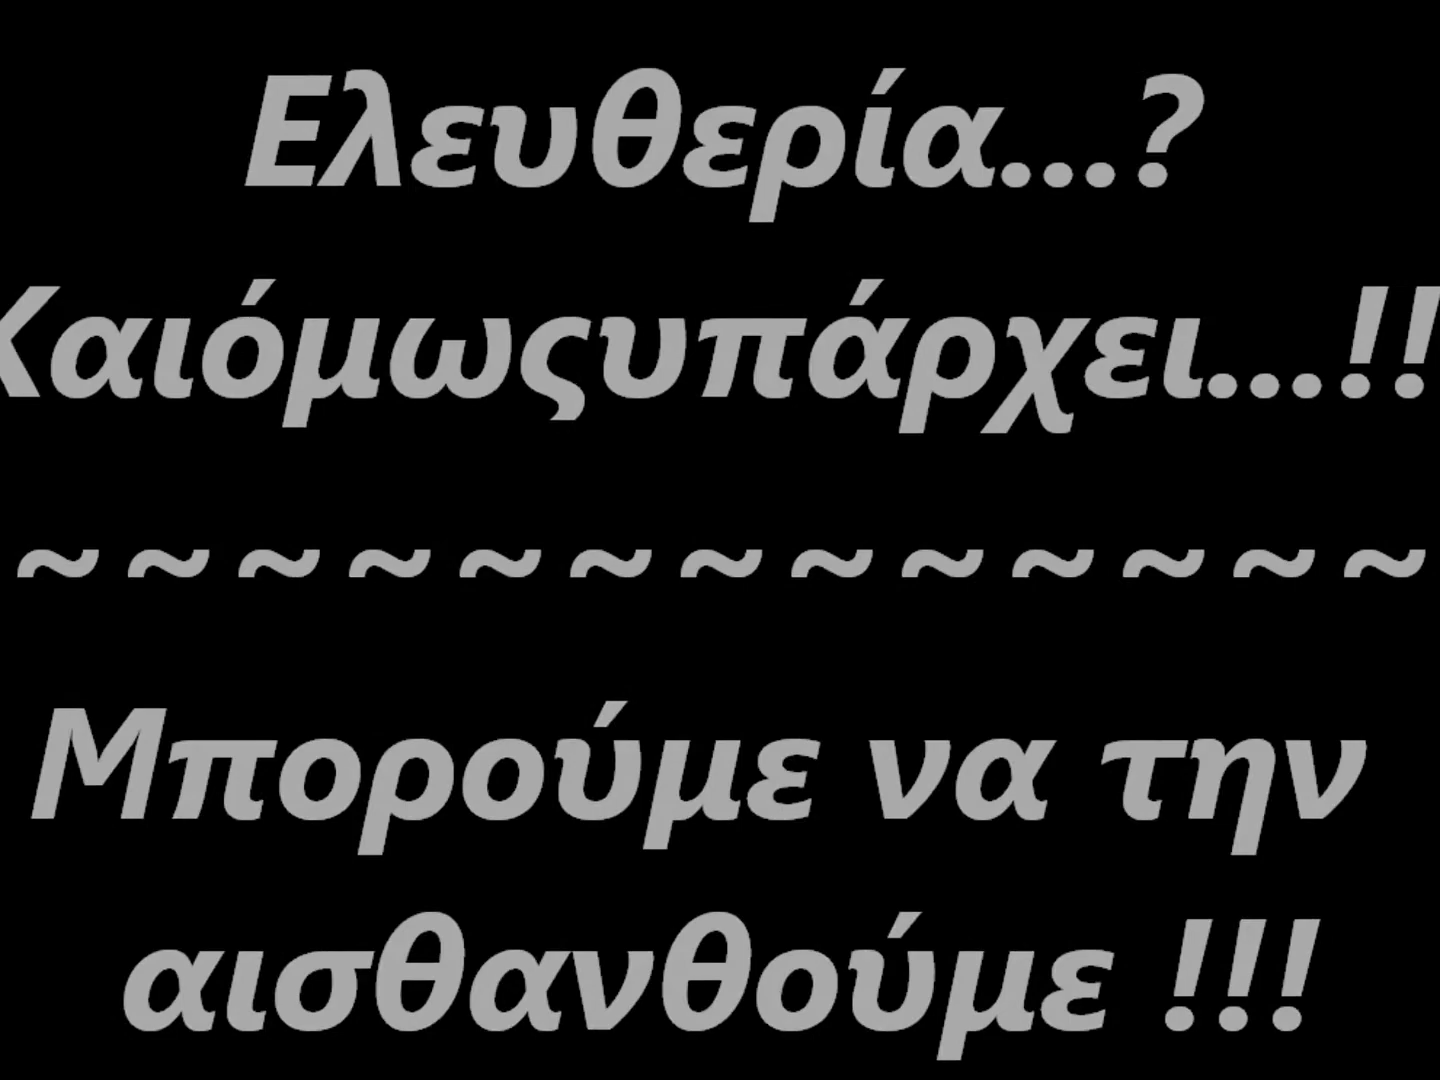 Ελευθερία...?
Καιόμωςυπάρχει...!!
~ ~ ~ ~ ~ ~ ~ ~ ~ ~ ~ ~ ~
Μπορούμε να την
αισθανθούμε !!!